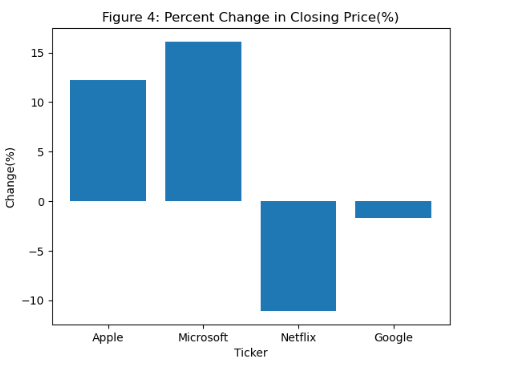 Figure 4: Percent Change in Closing Price(%)
15
10
5
0
−5
−10
Change(%)
Apple Microsoft Netflix Google
Ticker